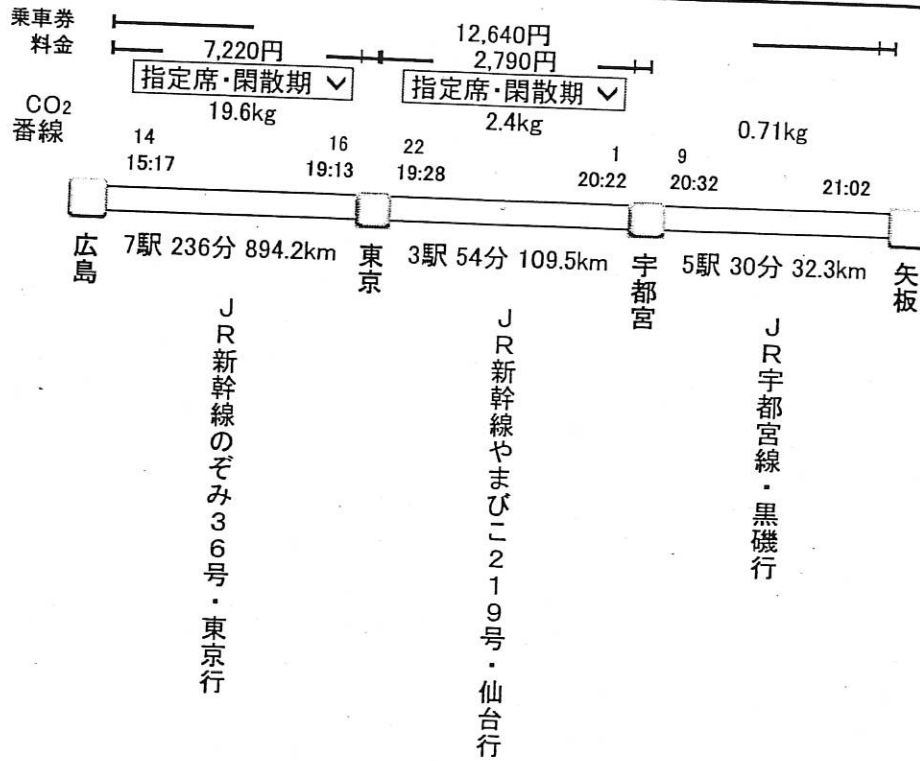 乗車券
12,640円
料金
7,220円
2,790円
指定席・閑散期
指定席・閑散期
CO2
19.6kg
2.4kg
0.71kg
番線
14
16
22
1
9
15:17
19:13
19:28
20:22
20:32
21:02
広島
7駅 236分 894.2km
東京
3駅 54分 109.5km
宇都宮
5駅 30分 32.3km
矢板
JR新幹線のぞみ36号・東京行
JR新幹線やまびこ219号・仙台行
JR宇都宮線・黒磯行